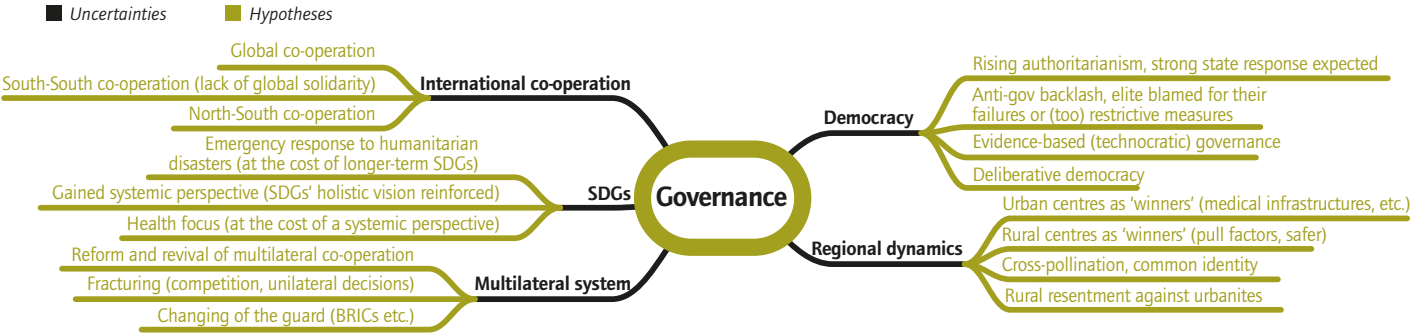 Uncertainties
Hypotheses
Global co-operation
South-South co-operation (lack of global solidarity)
North-South co-operation
International co-operation
Emergency response to humanitarian
disasters (at the cost of longer-term SDGs)
Gained systemic perspective (SDGs’ holistic vision reinforced)
Health focus (at the cost of a systemic perspective)
SDGs
Reform and revival of multilateral co-operation
Fracturing (competition, unilateral decisions)
Changing of the guard (BRICs etc.)
Multilateral system
Governance
Democracy
Rising authoritarianism, strong state response expected
Anti-gov backlash, elite blamed for their
failures or (too) restrictive measures
Evidence-based (technocratic) governance
Deliberative democracy
Regional dynamics
Urban centres as ‘winners’ (medical infrastructures, etc.)
Rural centres as ‘winners’ (pull factors, safer)
Cross-pollination, common identity
Rural resentment against urbanites